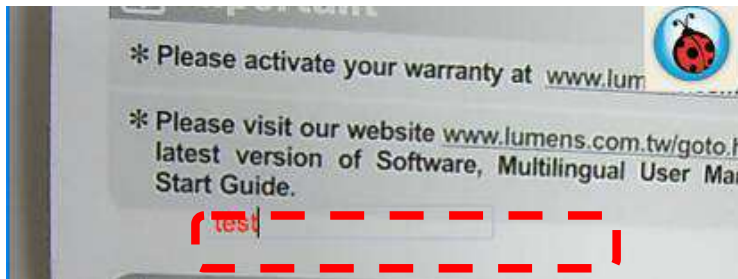 ✻ Please activate your warranty at www.lum
✻ Please visit our website www.lumens.com.tw/goto.h
latest version of Software, Multilingual User Man
Start Guide.
test